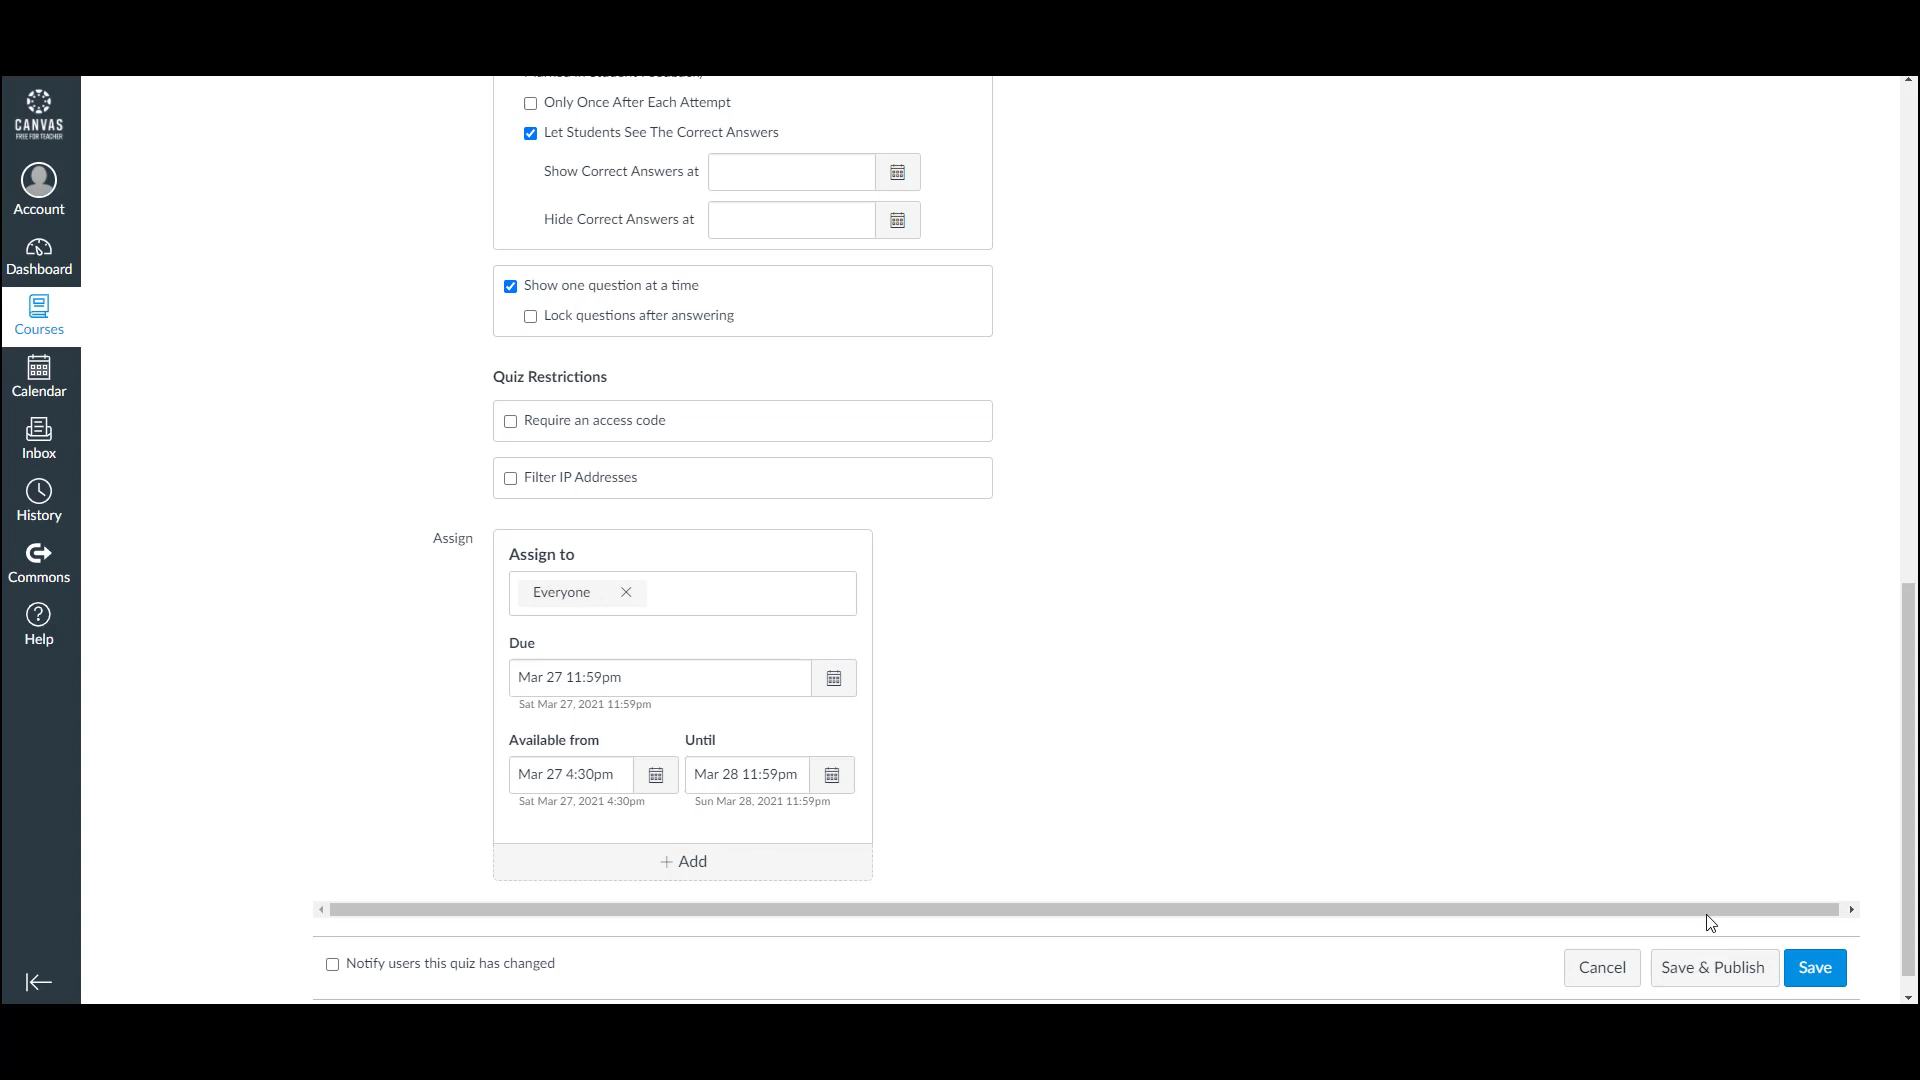 CANVAS
FREE FOR TEACHER
Account
Dashboard
Courses
Calendar
Inbox
History
Commons
Help
Only Once After Each Attempt
Let Students See The Correct Answers
Show Correct Answers at
Hide Correct Answers at
Show one question at a time
Lock questions after answering
Quiz Restrictions
Require an access code
Filter IP Addresses
Assign
Assign to
Everyone
Due
Mar 27 11:59pm
Sat Mar 27, 2021 11:59pm
Available from Until
Mar 27 4:30pm Mar 28 11:59pm
Sat Mar 27, 2021 4:30pm Sun Mar 28, 2021 11:59pm
+ Add
Notify users this quiz has changed
Cancel Save & Publish Save